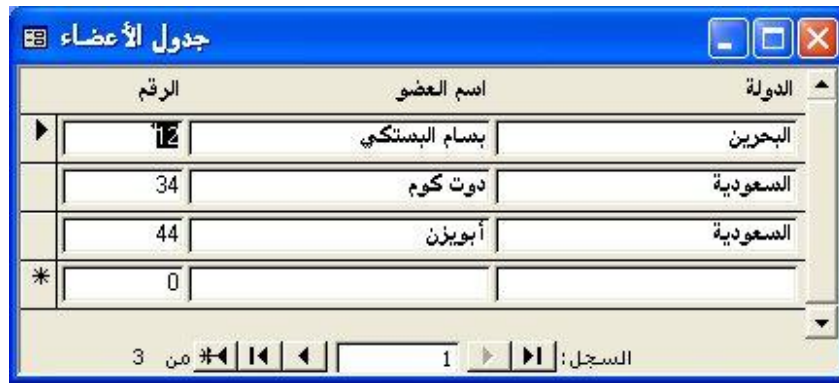 جدول الأعضاء
الدولة اسم العضو الرقم
البحرين بسام البستكي 12
السعودية دوت كوم 34
السعودية أبويزن 44
0
السجل: 1 من 3